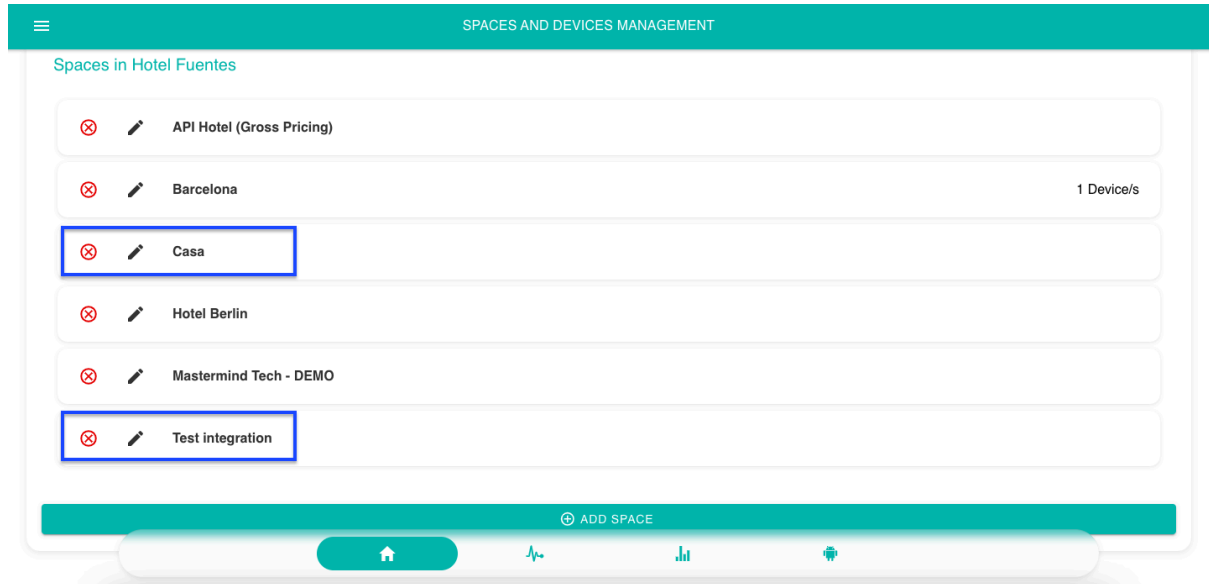 SPACES AND DEVICES MANAGEMENT
Spaces in Hotel Fuentes
API Hotel (Gross Pricing)
Barcelona 1 Device/s
Casa
Hotel Berlin
Mastermind Tech - DEMO
Test integration
ADD SPACE